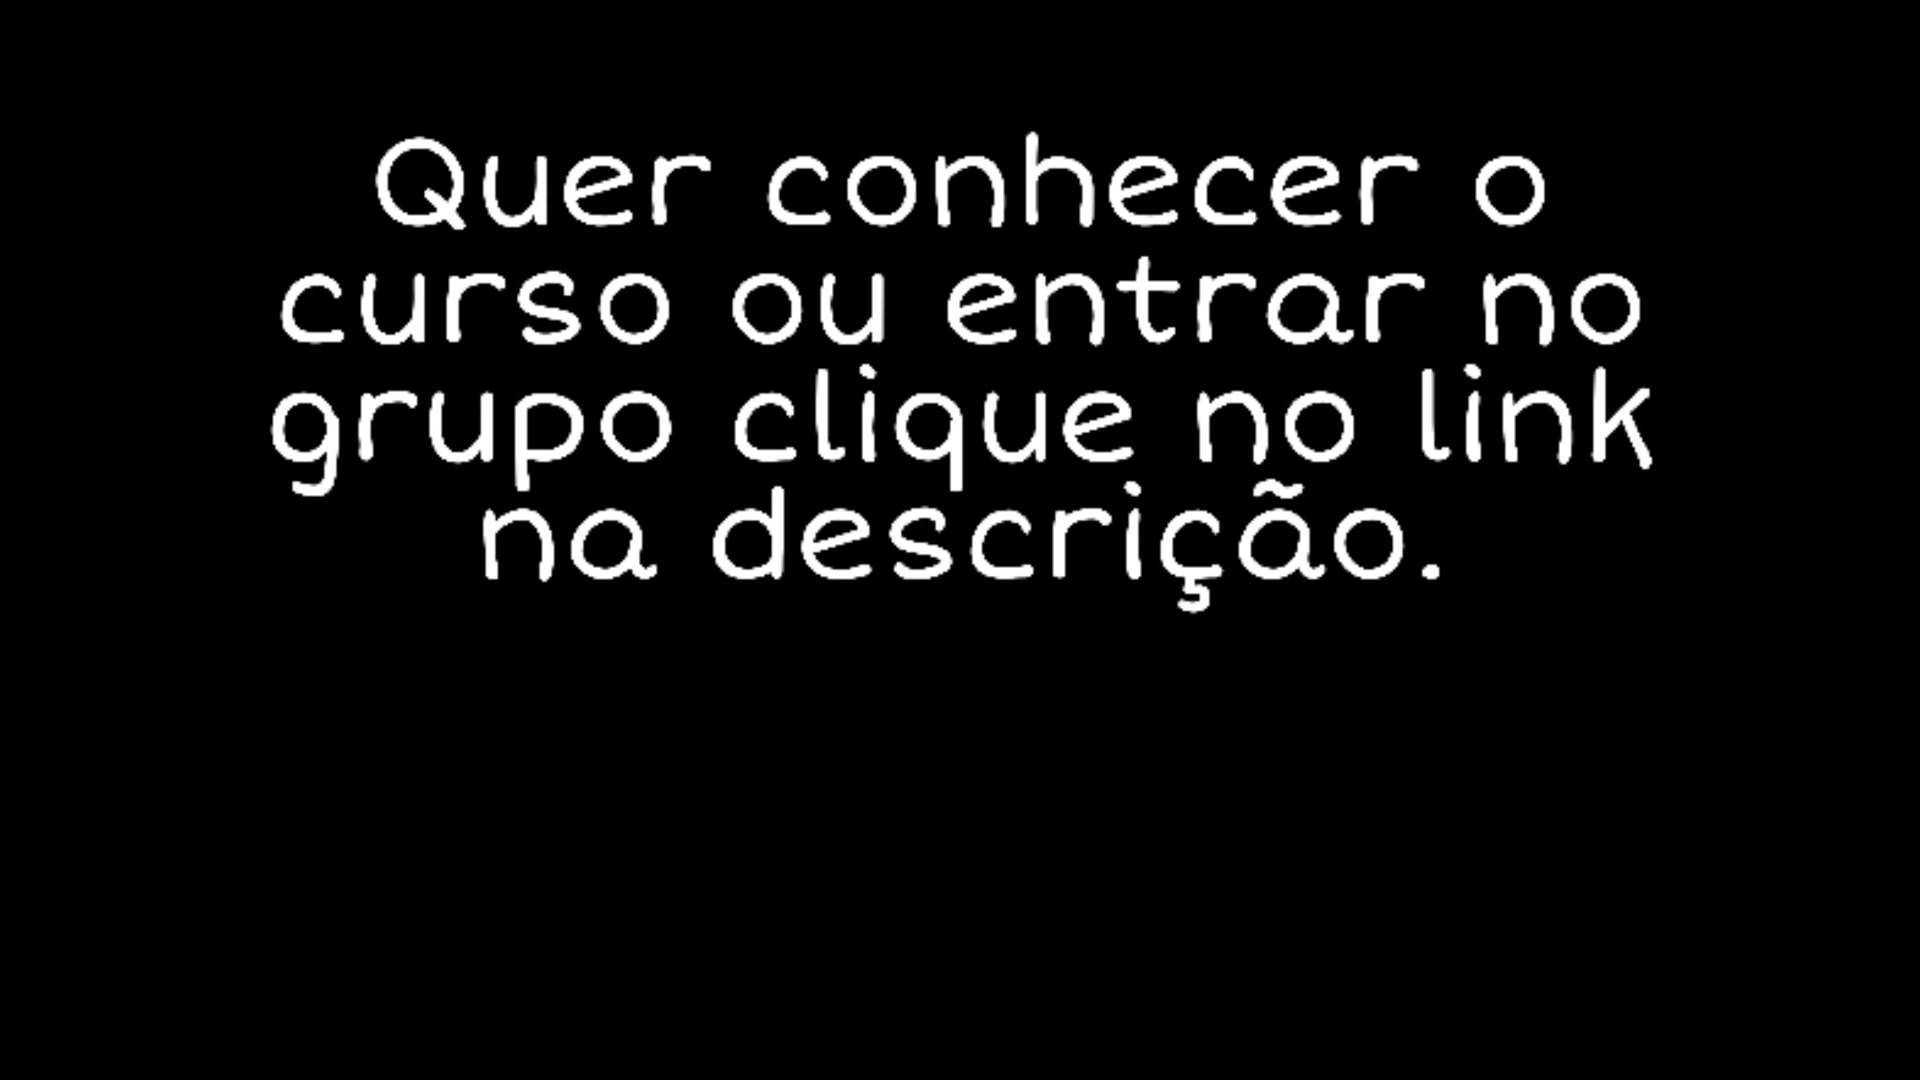 Quer conhecer o
curso ou entrar no
grupo clique no link
na descrição.